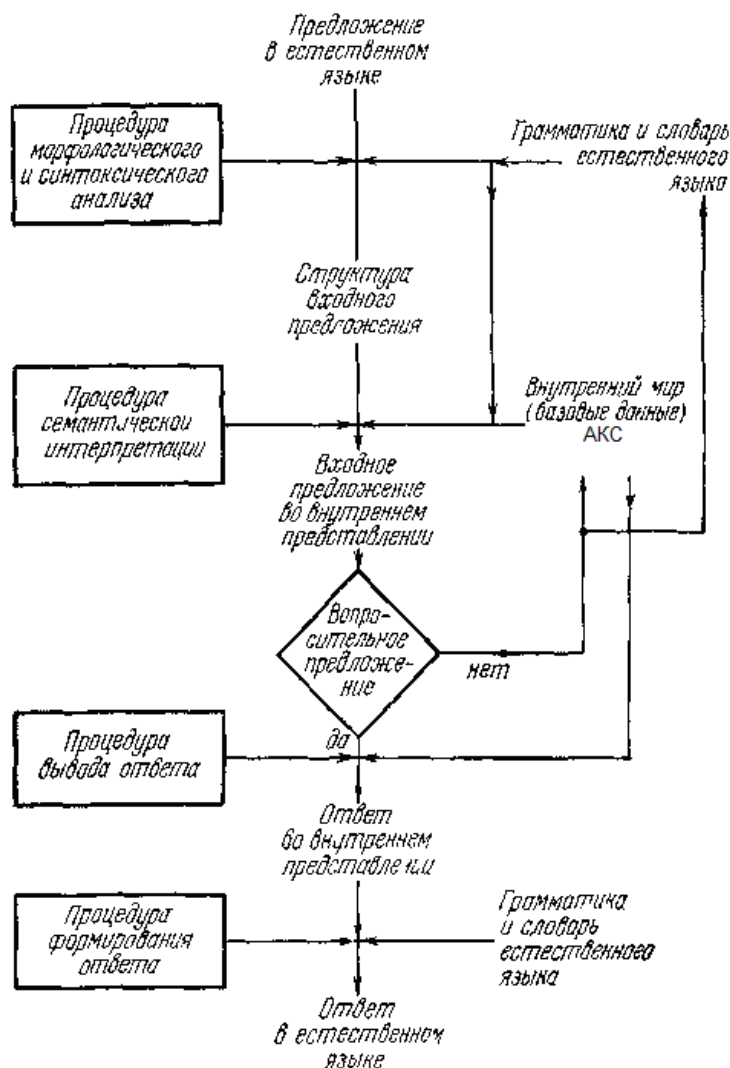 Предложение
в естественном
языке
Процедура
морфологического
и синтоксического
анализа
Грамматика и словарь
естественного
языка
Структура
входного
предложения
Процедура
семантической
интерпретации
Внутренний мир
(базовые данные)
АКС
Входное
предложение
во внутреннем
представлении
Вопро-
сительное
предложе-
ние
нет
да
Процедура
вывода ответа
Ответ
во внутреннем
представлении
Процедура
формирования
ответа
Грамматика
и словарь
естественного
языка
Ответ
в естественном
языке